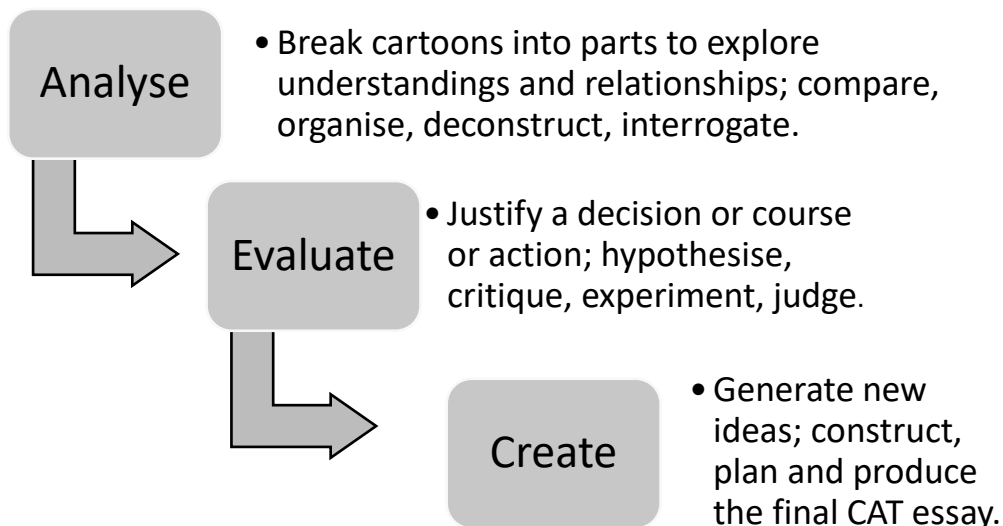 Analyse
• Break cartoons into parts to explore
understandings and relationships; compare,
organise, deconstruct, interrogate.
Evaluate
• Justify a decision or course
or action; hypothesise,
critique, experiment, judge.
Create
• Generate new
ideas; construct,
plan and produce
the final CAT essay.